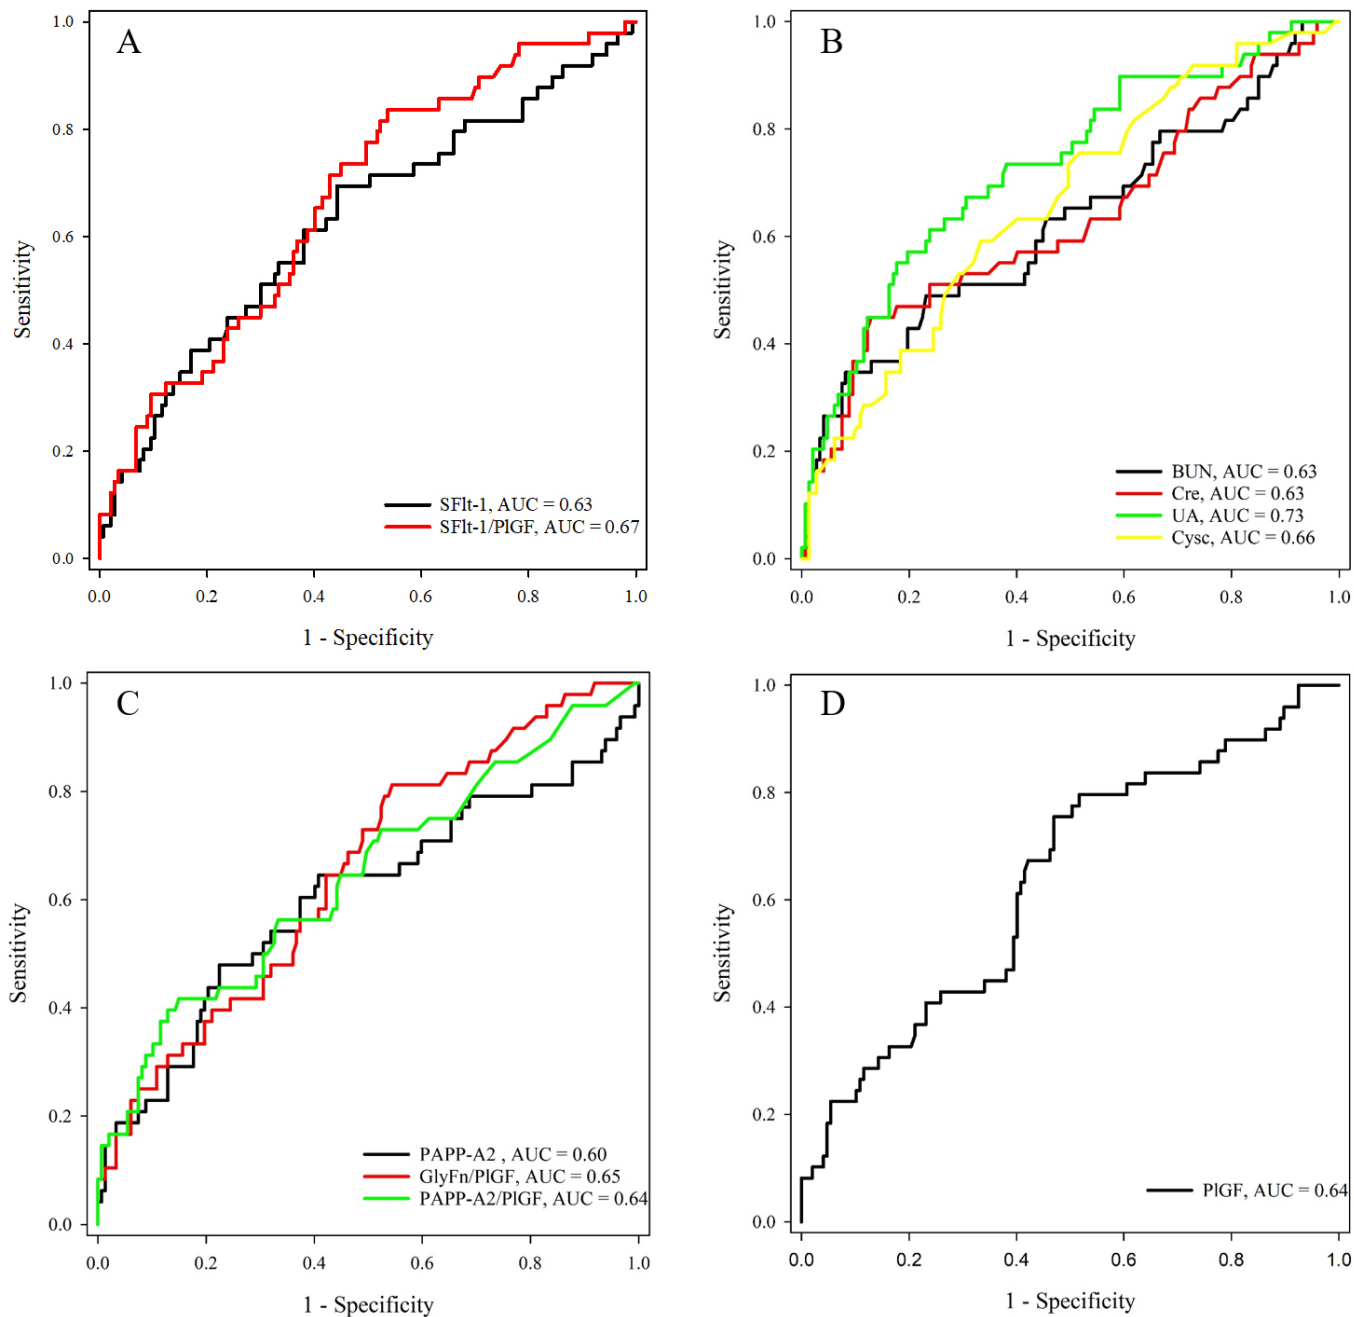 A
1.0
0.8
0.6
0.4
0.2
0.0
Sensitivity
SFlt-1, AUC = 0.63
SFlt-1/PlGF, AUC = 0.67
0.0 0.2 0.4 0.6 0.8 1.0
1 - Specificity
B
1.0
0.8
0.6
0.4
0.2
0.0
Sensitivity
BUN, AUC = 0.63
Cre, AUC = 0.63
UA, AUC = 0.73
Cysc, AUC = 0.66
0.0 0.2 0.4 0.6 0.8 1.0
1 - Specificity
C
1.0
0.8
0.6
0.4
0.2
0.0
Sensitivity
PAPP-A2 , AUC = 0.60
GlyFn/PlGF, AUC = 0.65
PAPP-A2/PlGF, AUC = 0.64
0.0 0.2 0.4 0.6 0.8 1.0
1 - Specificity
D
1.0
0.8
0.6
0.4
0.2
0.0
Sensitivity
PlGF, AUC = 0.64
0.0 0.2 0.4 0.6 0.8 1.0
1 - Specificity